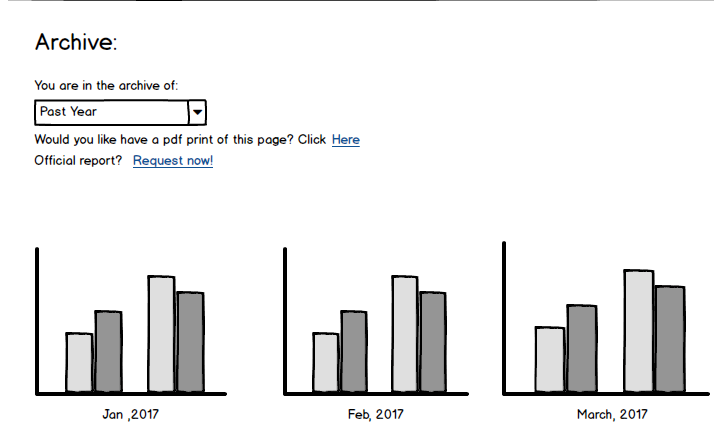 Archive:
You are in the archive of:
Past Year
Would you like have a pdf print of this page? Click Here
Official report? Request now!
Jan ,2017
Feb, 2017
March, 2017